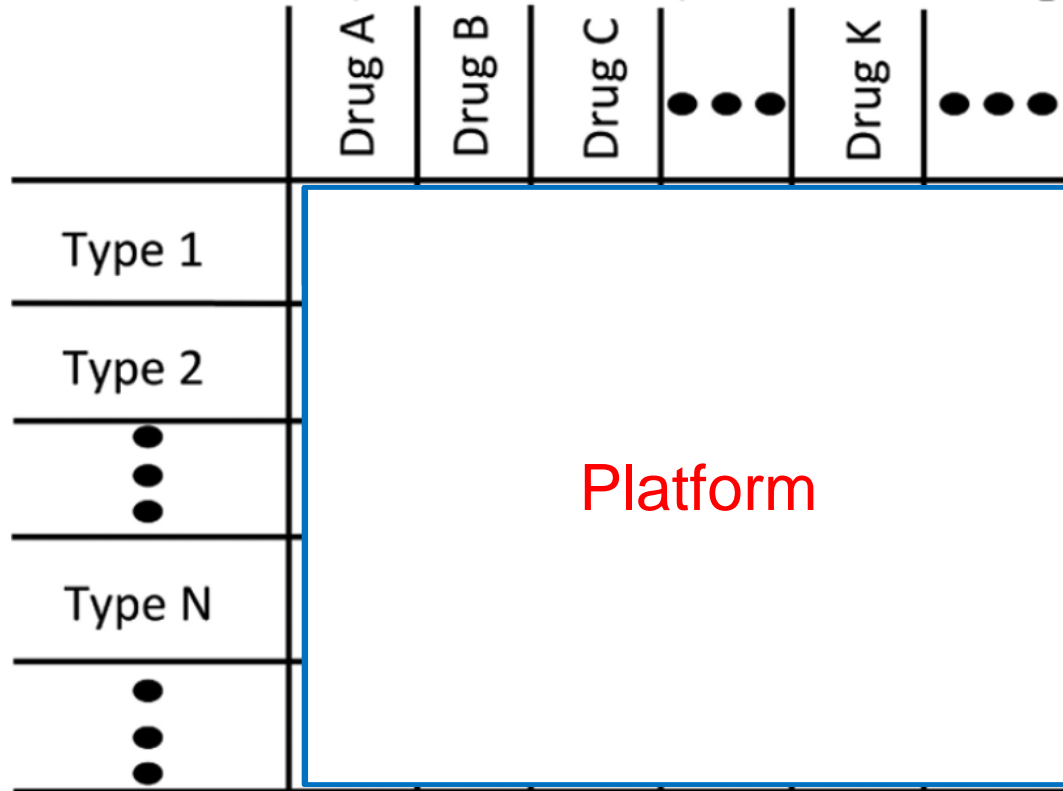 Drug A
Drug B
Drug C
Drug K
Type 1
Type 2
Platform
Type N